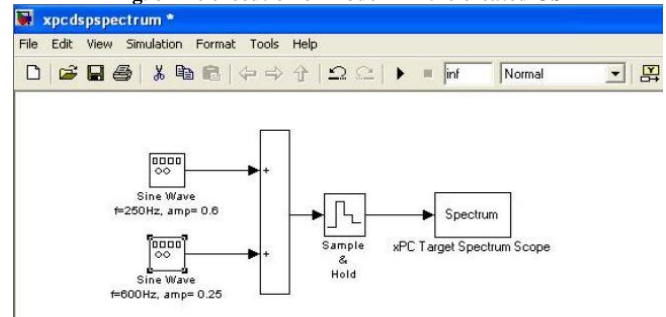 xpcdspspectrum *
File Edit View Simulation Format Tools Help
inf Normal
+
Sine Wave
f=250Hz, amp= 0.6
+
Sine Wave
f=600Hz, amp= 0.25
Sample
&
Hold
Spectrum
xPC Target Spectrum Scope